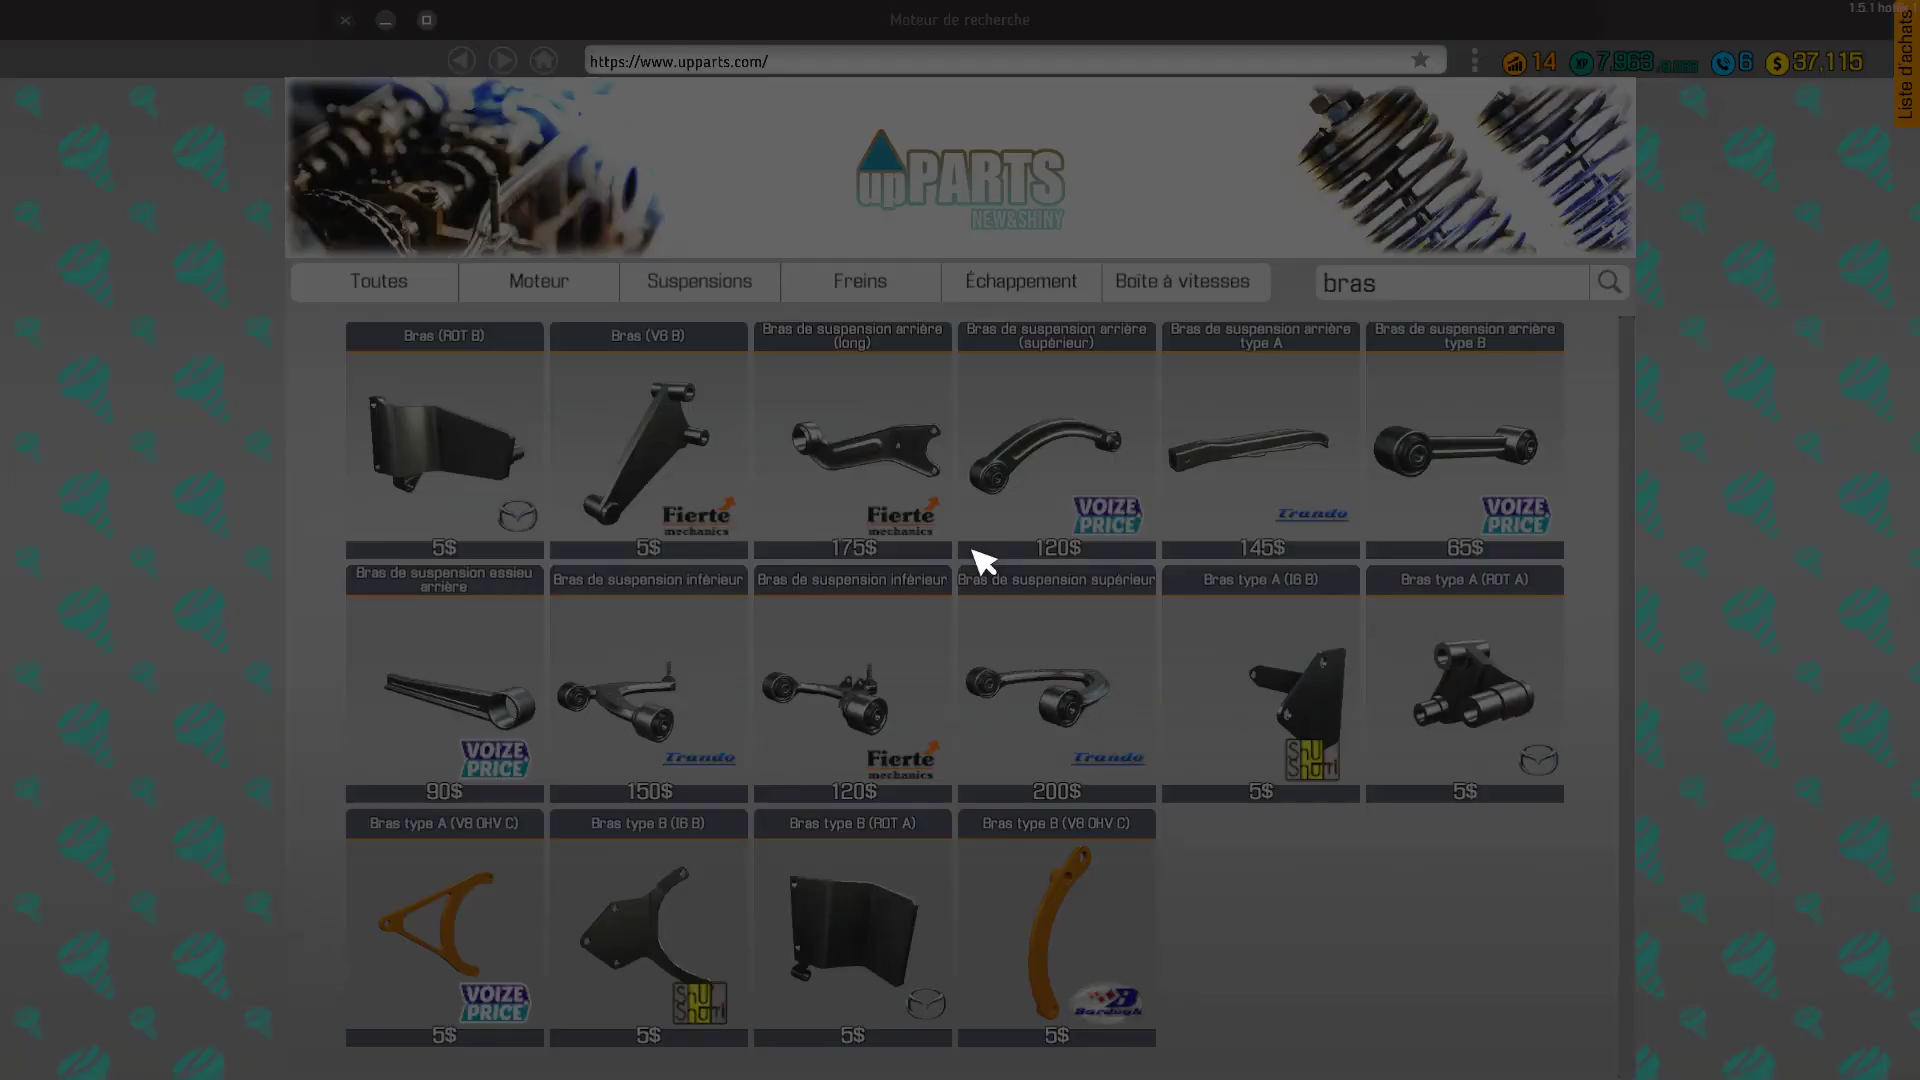 Moteur de recherche
1.5.1
https://www.upparts.com/
14
7,963
6
37,115
Liste d'achats
upPARTS
NEW&SHINY
Toutes
Moteur
Suspensions
Freins
Échappement
Boite à vitesses
bras
Bras (ROT B)
5$
Bras (V6 B)
Fierte
mechanics
5$
Bras de suspension arrière
(long)
Fierte
mechanics
175$
Bras de suspension arrière
(supérieur)
VOIZE
PRICE
120$
Bras de suspension arrière
type A
Trando
145$
Bras de suspension arrière
type B
VOIZE
PRICE
65$
Bras de suspension essieu
arrière
VOIZE
PRICE
90$
Bras de suspension inférieur
Trando
150$
Bras de suspension inférieur
Fierte
mechanics
120$
Bras de suspension supérieur
Trando
200$
Bras type A (I6 B)
5$
Bras type A (ROT A)
5$
Bras type A (V8 OHV C)
VOIZE
PRICE
5$
Bras type B (I6 B)
5$
Bras type B (ROT A)
5$
Bras type B (V8 OHV C)
5$